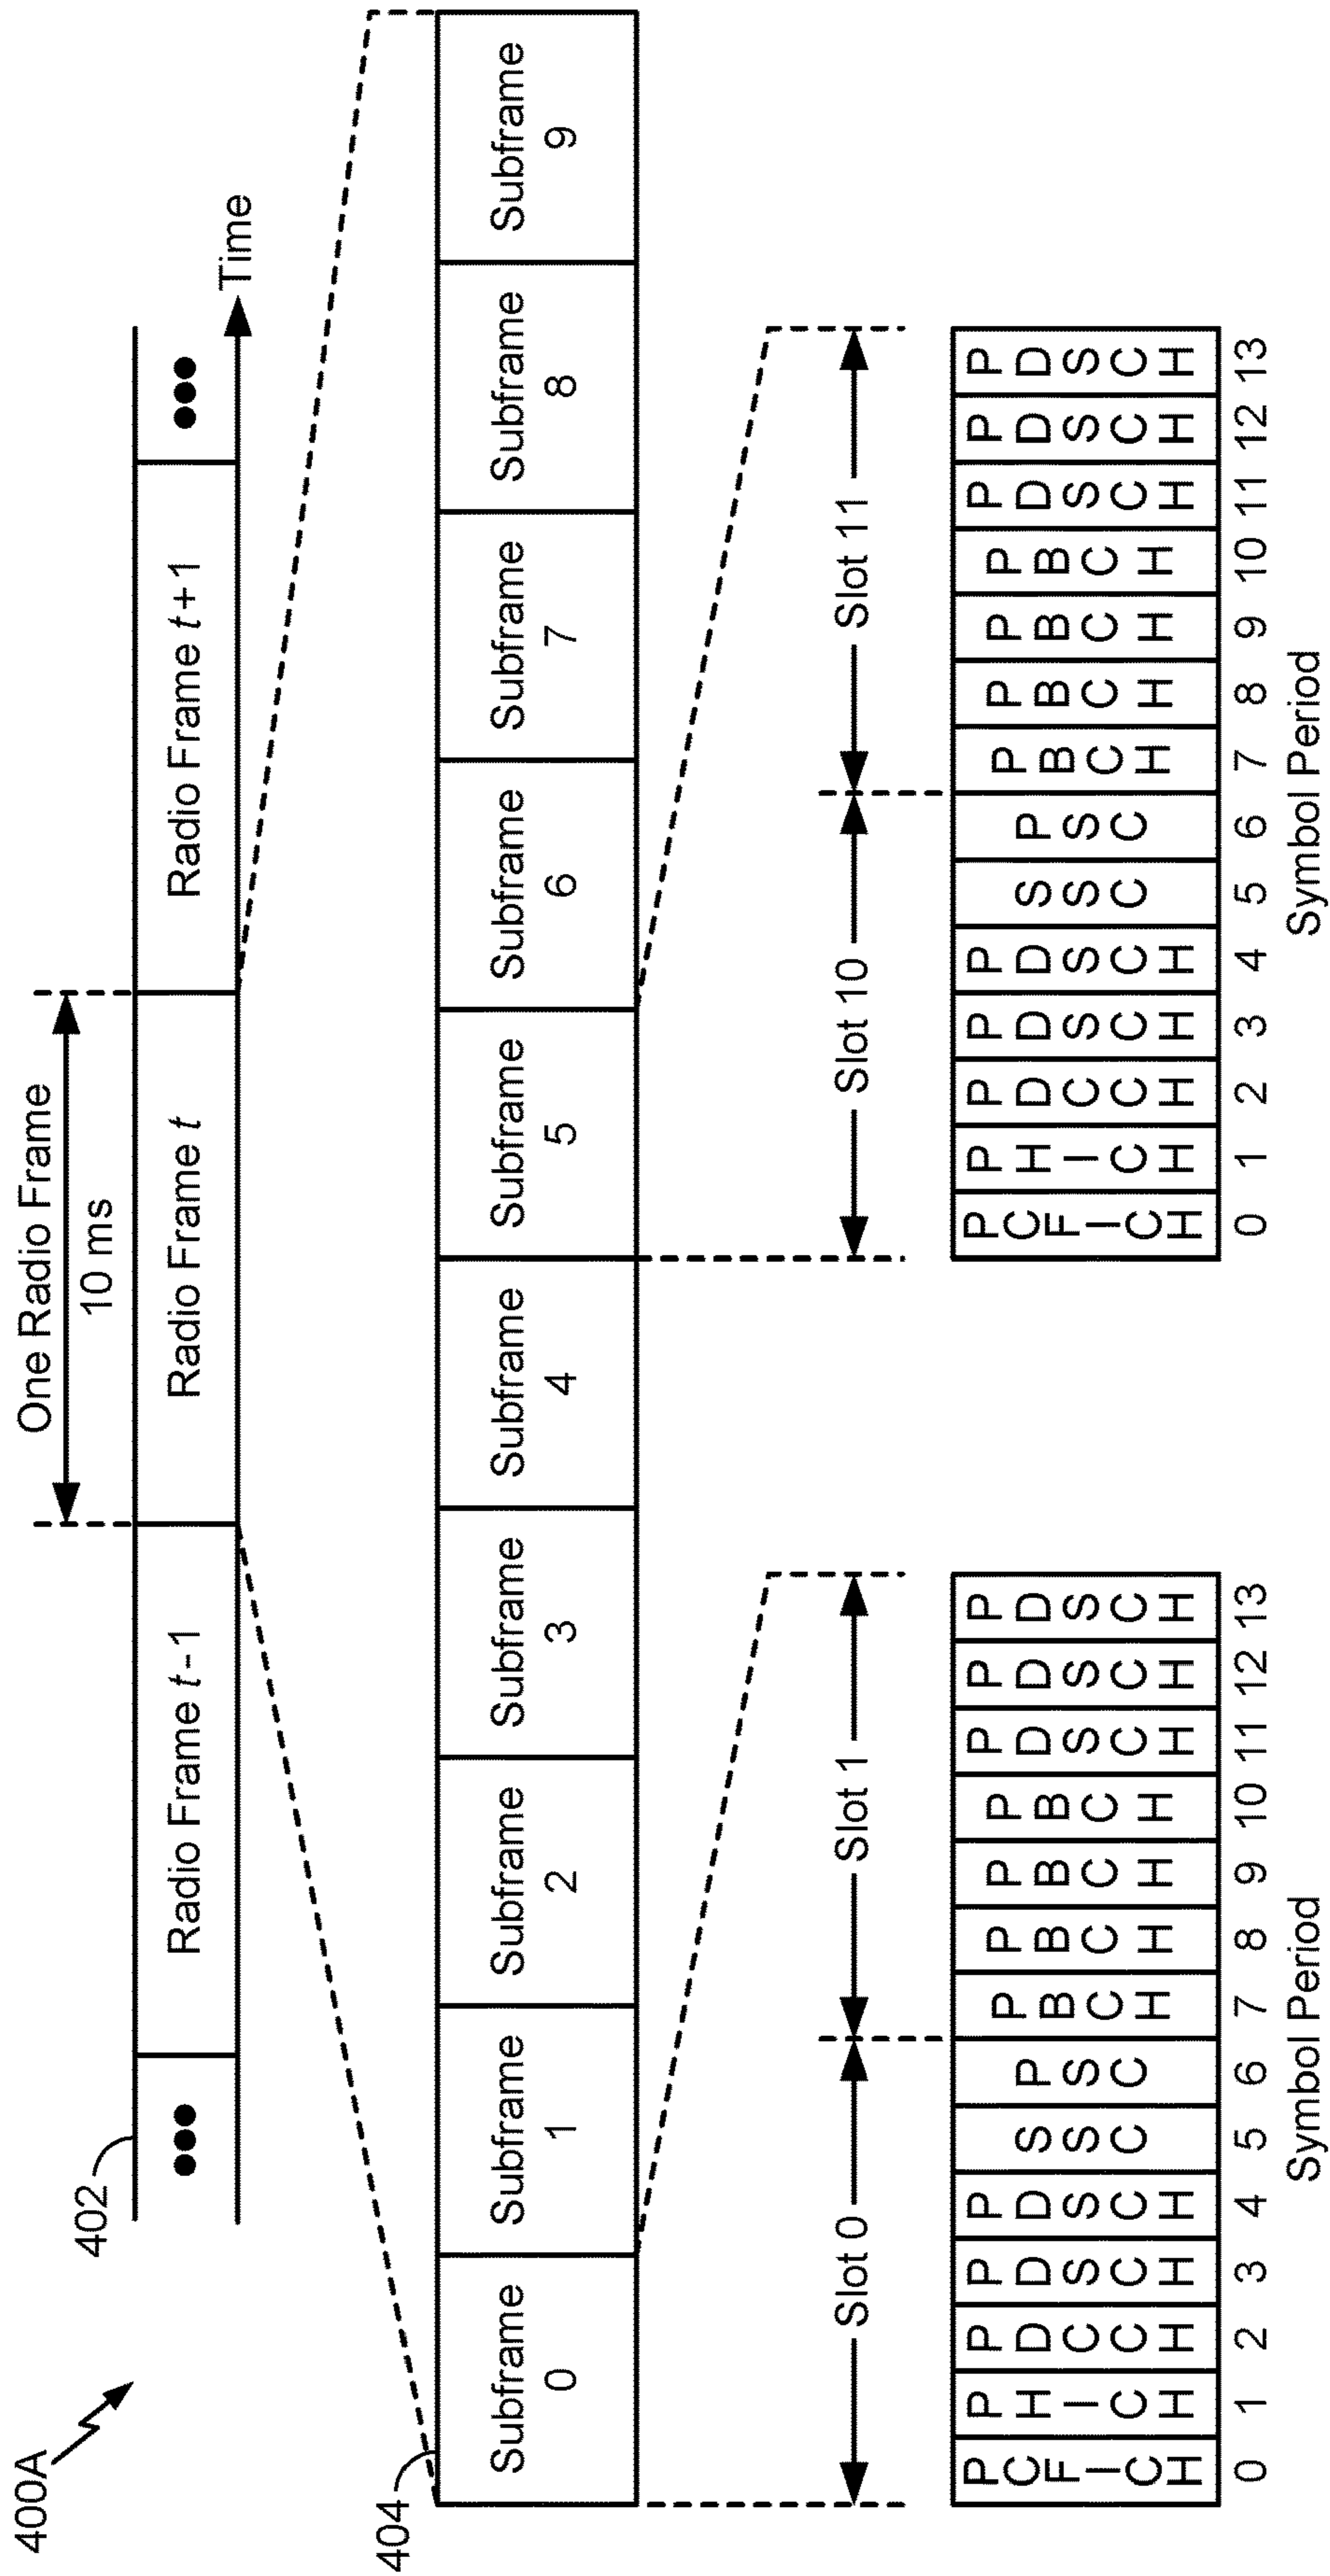 400A
One Radio Frame
10 ms
402
••• Radio Frame t-1 Radio Frame t Radio Frame t+1 •••
Time
404
Subframe 0 Subframe 1 Subframe 2 Subframe 3 Subframe 4 Subframe 5 Subframe 6 Subframe 7 Subframe 8 Subframe 9
Slot 0 Slot 1
PCFICH PHICH PDCCH PDSCH PDSCH SSC PSC PBCH PBCH PBCH PBCH PDSCH PDSCH PDSCH
0 1 2 3 4 5 6 7 8 9 10 11 12 13
Symbol Period
Slot 10 Slot 11
PCFICH PHICH PDCCH PDSCH PDSCH SSC PSC PBCH PBCH PBCH PBCH PDSCH PDSCH PDSCH
0 1 2 3 4 5 6 7 8 9 10 11 12 13
Symbol Period